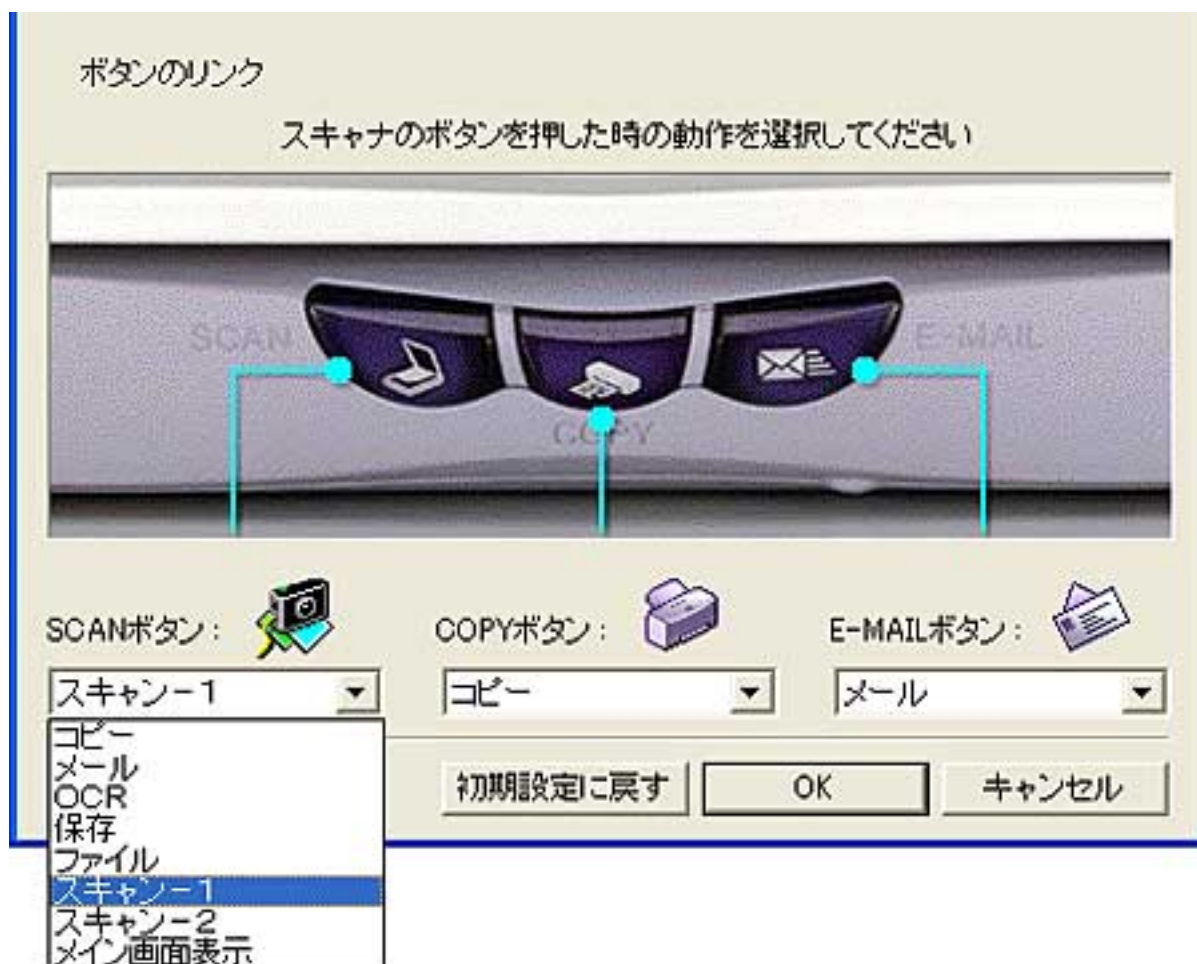 ボタンのリンク
スキャナのボタンを押した時の動作を選択してください
SCAN
E-MAIL
COPY
SCANボタン:
COPYボタン:
E-MAILボタン:
スキャン-1
コピー
メール
コピー
メール
OCR
保存
ファイル
スキャン-1
スキャン-2
メイン画面表示
初期設定に戻す
OK
キャンセル